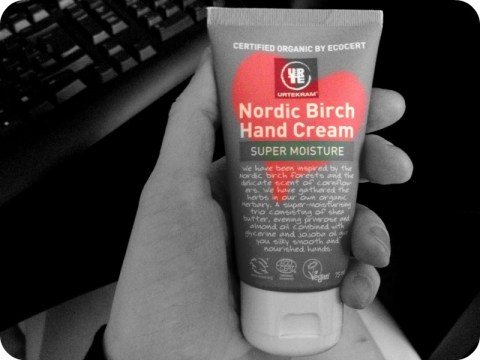 CERTIFIED ORGANIC BY ECOCERT
URTE
URTEKRAM
Nordic Birch
Hand Cream
SUPER MOISTURE
We have been inspired by the
nordic birch forests and the
delicate scent of cornflow-
ers. We have gathered the
herbs in our own organic
herbary. A super-moisturising
trio consisting of shea
butter, evening primrose and
almond oil combined with
glycerine and jojoba oil
you silky smooth and
nourished hands.
Vegan